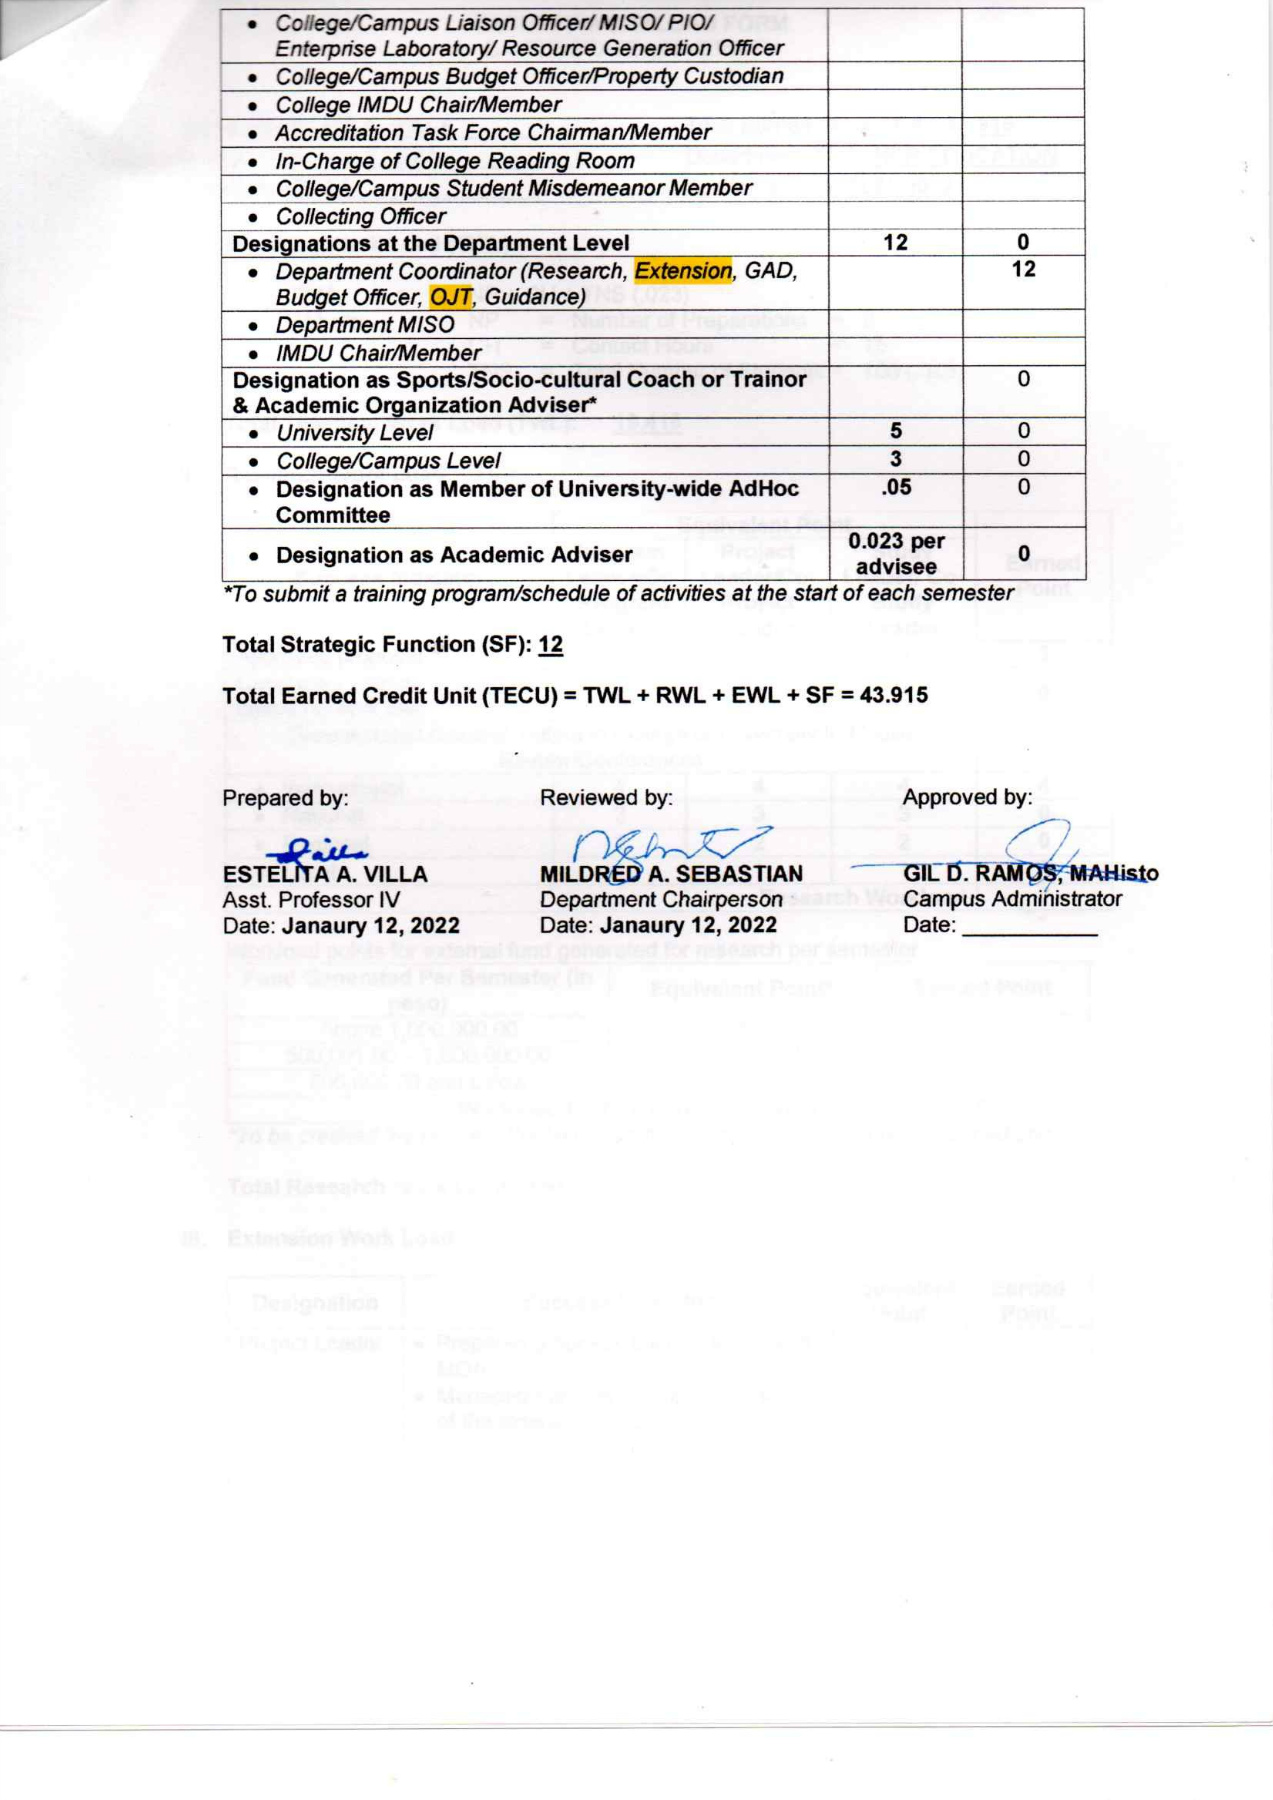 • College/Campus Liaison Officer/ MISO/ PIO/
Enterprise Laboratory/ Resource Generation Officer
• College/Campus Budget Officer/Property Custodian
• College IMDU Chair/Member
• Accreditation Task Force Chairman/Member
• In-Charge of College Reading Room
• College/Campus Student Misdemeanor Member
• Collecting Officer
Designations at the Department Level 12 0
• Department Coordinator (Research, Extension, GAD, 12
Budget Officer, OJT, Guidance)
• Department MISO
• IMDU Chair/Member
Designation as Sports/Socio-cultural Coach or Trainor 0
& Academic Organization Adviser*
• University Level 5 0
• College/Campus Level 3 0
• Designation as Member of University-wide AdHoc .05 0
Committee
• Designation as Academic Adviser 0.023 per advisee 0
*To submit a training program/schedule of activities at the start of each semester
Total Strategic Function (SF): 12
Total Earned Credit Unit (TECU) = TWL + RWL + EWL + SF = 43.915
Prepared by: Reviewed by: Approved by:
ESTELITA A. VILLA MILDRED A. SEBASTIAN GIL D. RAMOS, MAHisto
Asst. Professor IV Department Chairperson Campus Administrator
Date: Janaury 12, 2022 Date: Janaury 12, 2022 Date: ____________